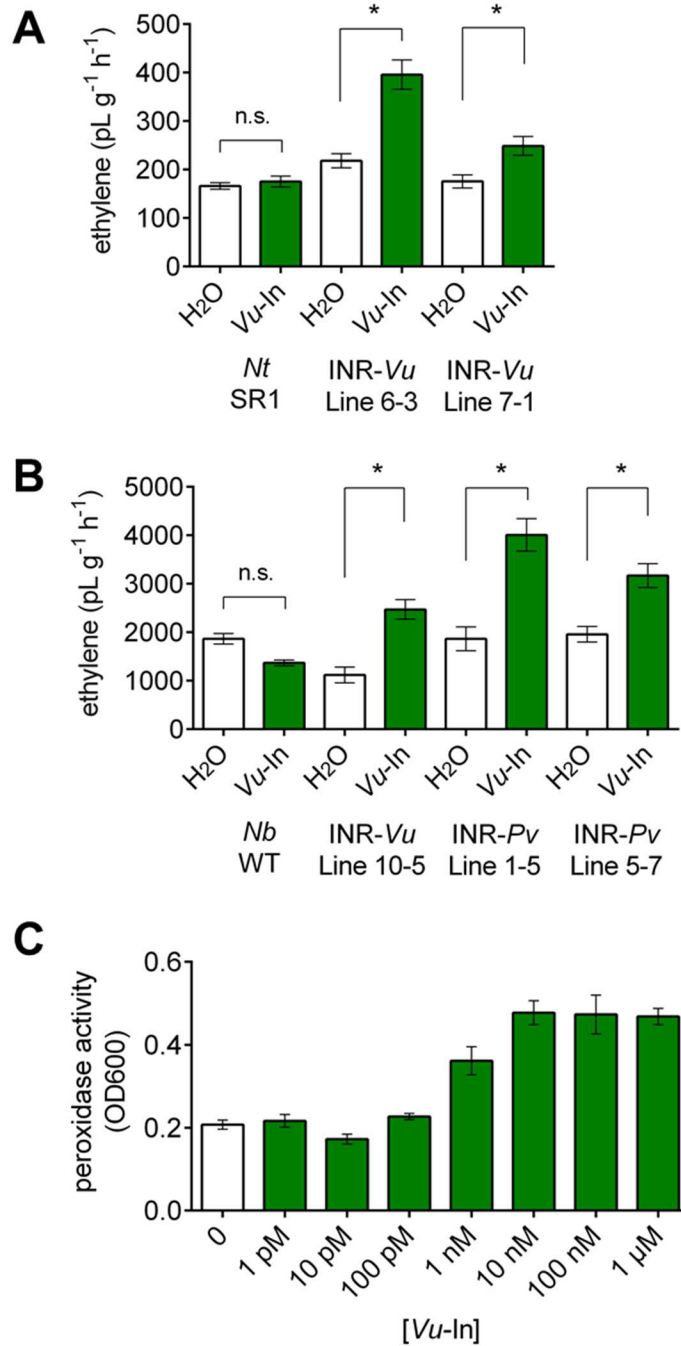 A
ethylene (pL g⁻¹ h⁻¹)
500
400
300
200
100
0
n.s.
*
*
H₂O
Vu-In
H₂O
Vu-In
H₂O
Vu-In
Nt
SR1
INR-Vu
Line 6-3
INR-Vu
Line 7-1
B
ethylene (pL g⁻¹ h⁻¹)
5000
4000
3000
2000
1000
0
n.s.
*
*
*
H₂O
Vu-In
H₂O
Vu-In
H₂O
Vu-In
H₂O
Vu-In
Nb
WT
INR-Vu
Line 10-5
INR-Pv
Line 1-5
INR-Pv
Line 5-7
C
peroxidase activity
(OD600)
0.6
0.4
0.2
0.0
0
1 pM
10 pM
100 pM
1 nM
10 nM
100 nM
1 µM
[Vu-In]